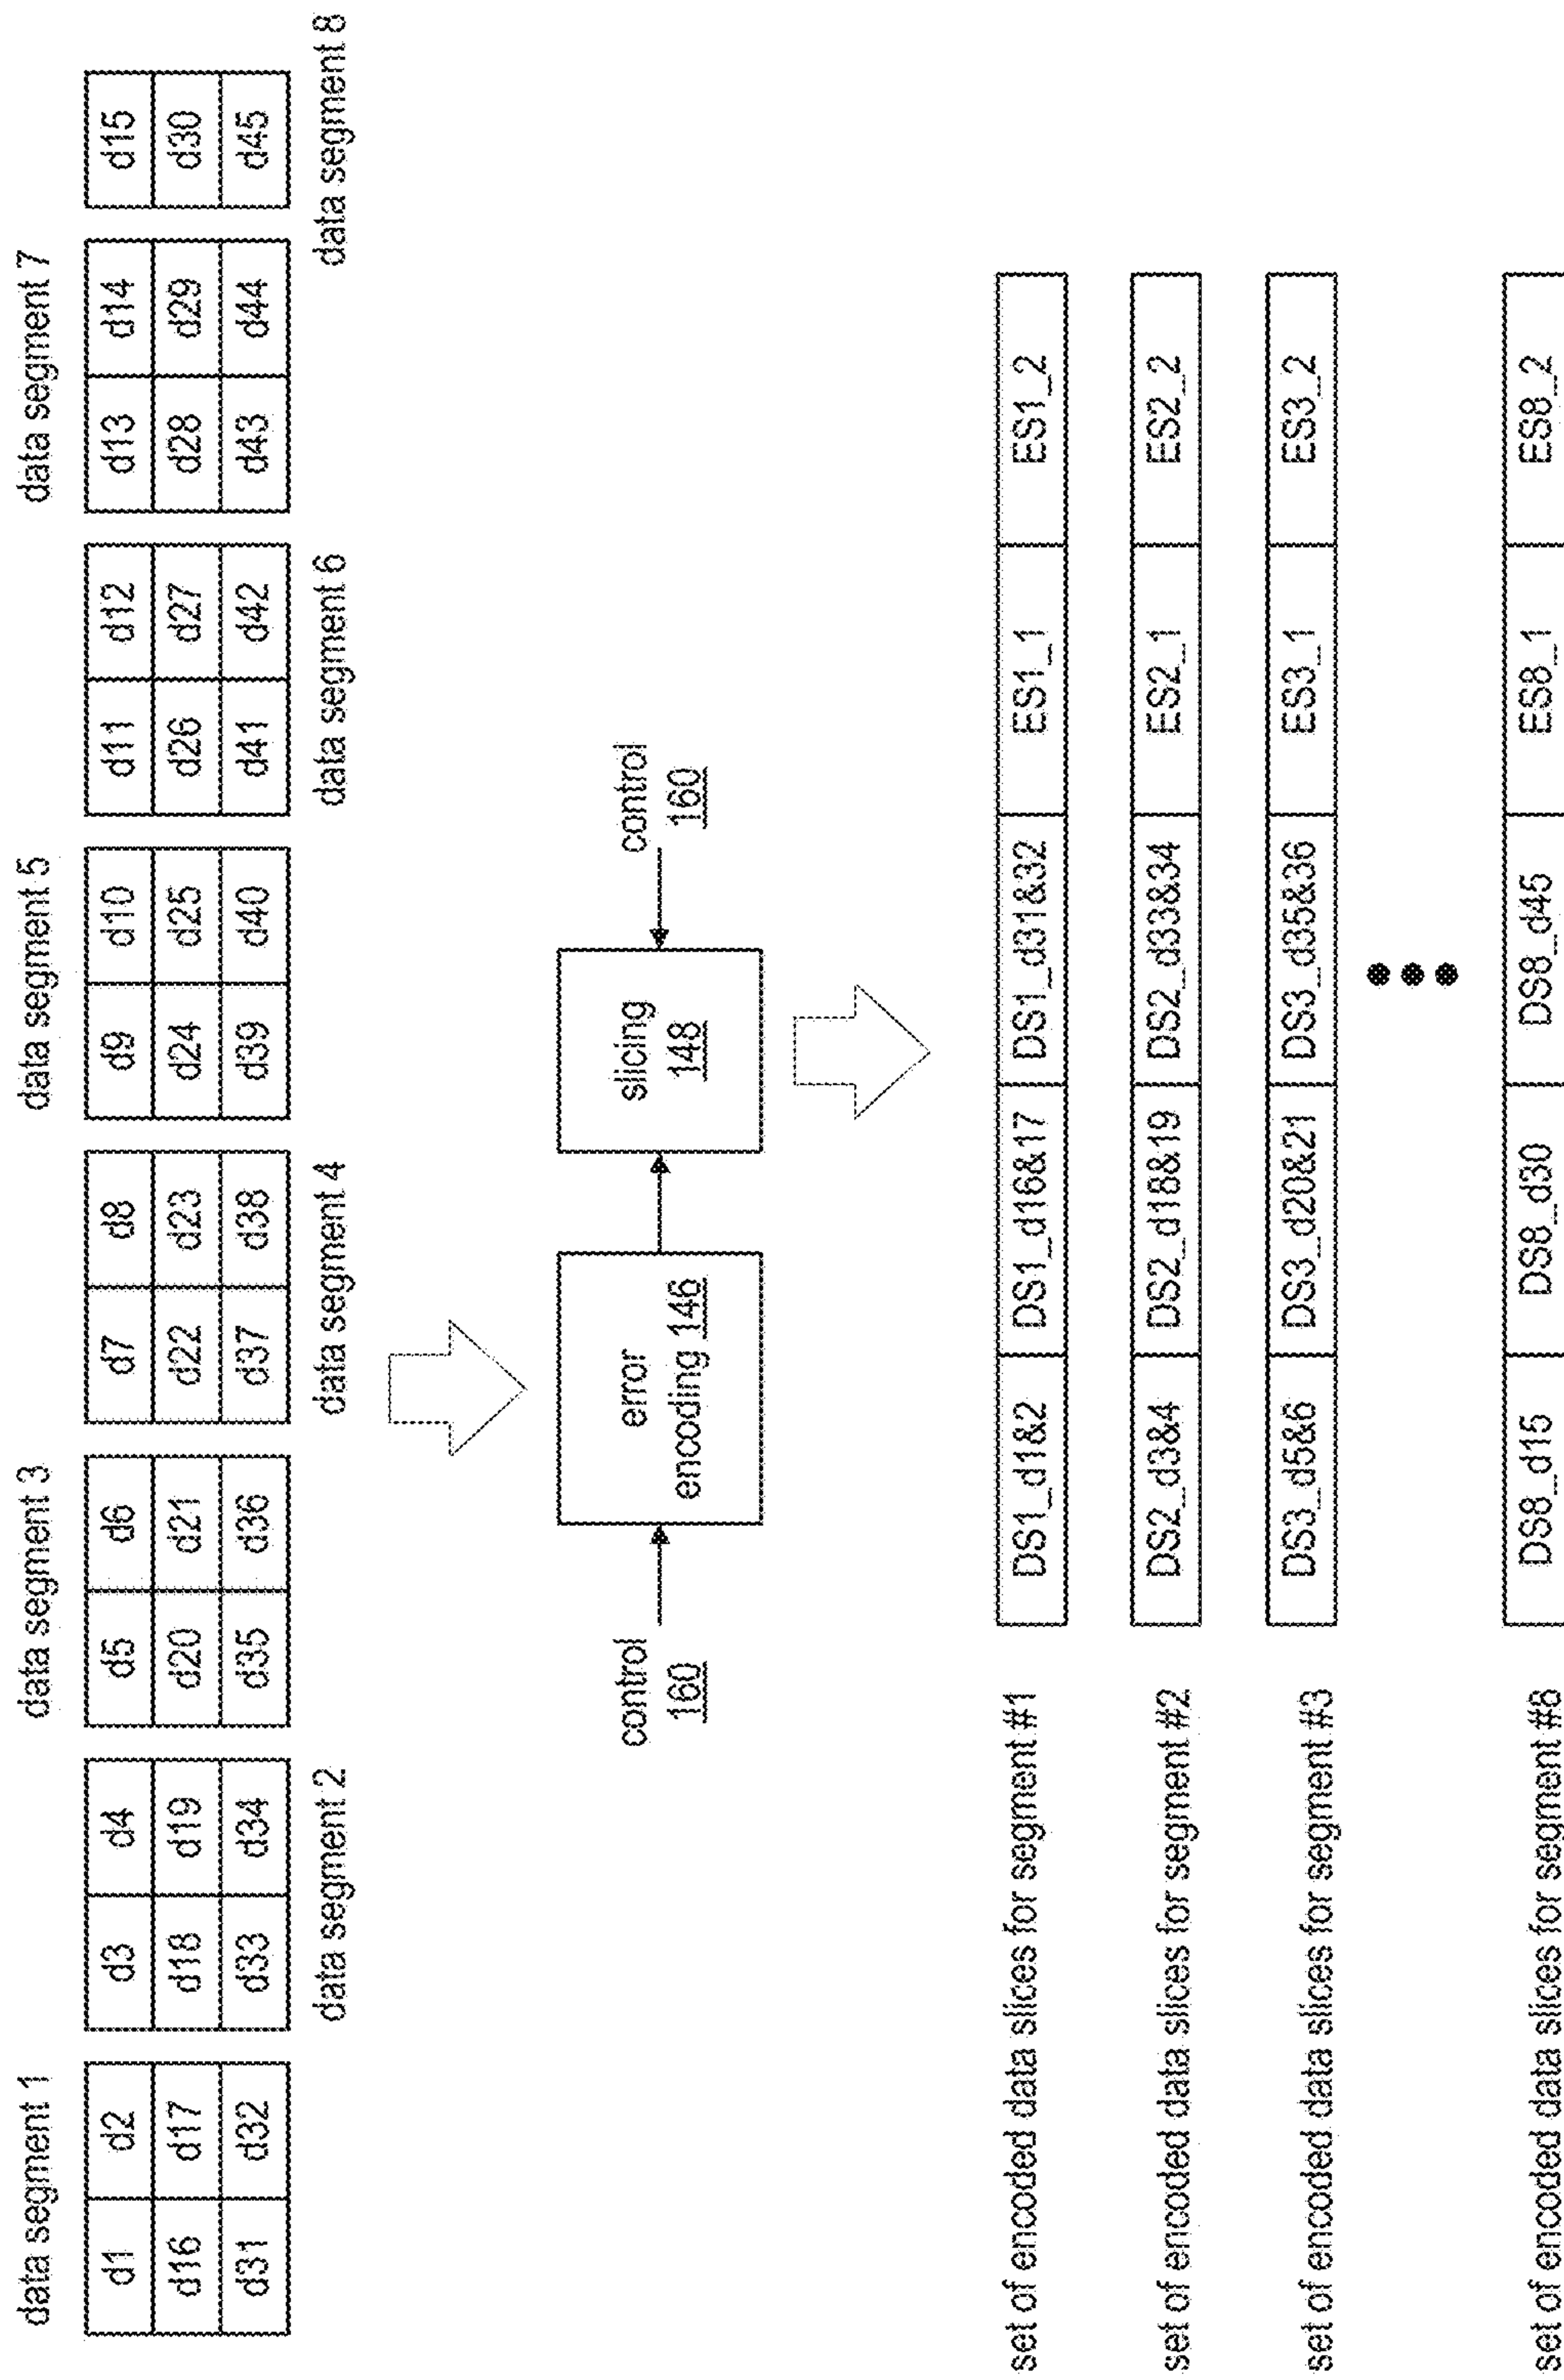 data segment 1
data segment 3
data segment 5
data segment 7
d1 d2 d3 d4 d5 d6 d7 d8 d9 d10 d11 d12 d13 d14 d15
d16 d17 d18 d19 d20 d21 d22 d23 d24 d25 d26 d27 d28 d29 d30
d31 d32 d33 d34 d35 d36 d37 d38 d39 d40 d41 d42 d43 d44 d45
data segment 2
data segment 4
data segment 6
data segment 8
control
160
error
encoding 146
slicing
148
control
160
set of encoded data slices for segment #1 DS1_d1&2 DS1_d16&17 DS1_d31&32 ES1_1 ES1_2
set of encoded data slices for segment #2 DS2_d3&4 DS2_d18&19 DS2_d33&34 ES2_1 ES2_2
set of encoded data slices for segment #3 DS3_d5&6 DS3_d20&21 DS3_d35&36 ES3_1 ES3_2
set of encoded data slices for segment #8 DS8_d15 DS8_d30 DS8_d45 ES8_1 ES8_2